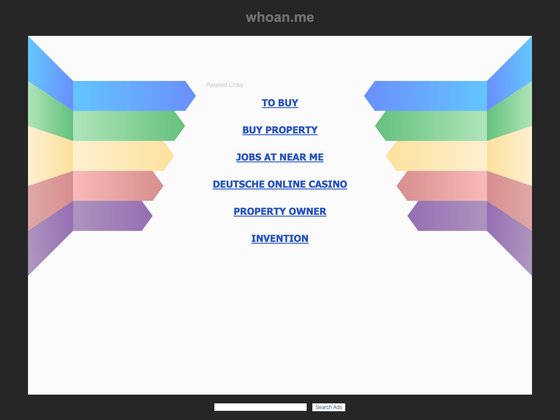 whoan.me
Related Links
TO BUY
BUY PROPERTY
JOBS AT NEAR ME
DEUTSCHE ONLINE CASINO
PROPERTY OWNER
INVENTION
Search Ads